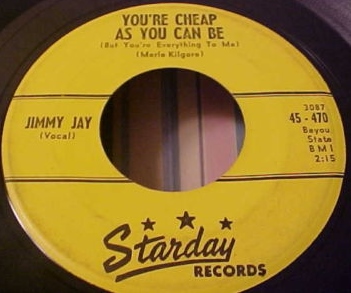 YOU'RE CHEAP
AS YOU CAN BE
(But You're Everything To Me)
(Merle Kilgore)
JIMMY JAY
(Vocal)
3087
45-470
Bayou
State
BMI
2:15
Starday
RECORDS